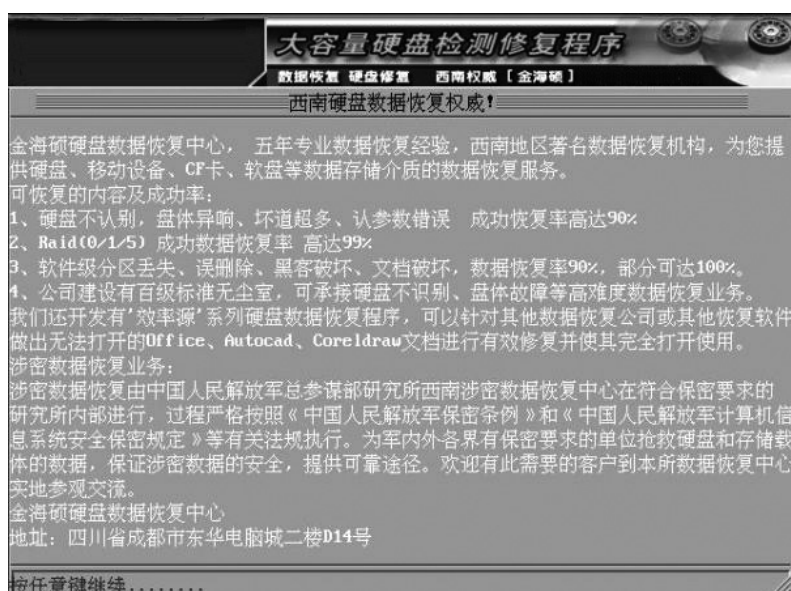 大容量硬盘检测修复程序
数据恢复 硬盘修复 西南权威 [ 金海硕 ]
西南硬盘数据恢复权威!
金海硕硬盘数据恢复中心, 五年专业数据恢复经验, 西南地区著名数据恢复机构, 为您提
供硬盘、移动设备、CF卡、软盘等数据存储介质的数据恢复服务。
可恢复的内容及成功率:
1、硬盘不认别, 盘体异响、坏道超多、认参数错误 成功恢复率高达90%
2、Raid(0/1/5) 成功数据恢复率 高达99%
3、软件级分区丢失、误删除、黑客破坏、文档破坏, 数据恢复率90%, 部分可达100%。
4、公司建设有百级标准无尘室, 可承接硬盘不识别、盘体故障等高难度数据恢复业务。
我们还开发有'效率源'系列硬盘数据恢复程序, 可以针对其他数据恢复公司或其他恢复软件
做出无法打开的Office、Autocad、Coreldraw文档进行有效修复并使其完全打开使用。
涉密数据恢复业务:
涉密数据恢复由中国人民解放军总参谋部研究所西南涉密数据恢复中心在符合保密要求的
研究所内部进行, 过程严格按照《中国人民解放军保密条例》和《中国人民解放军计算机信
息系统安全保密规定》等有关法规执行。为军内外各界有保密要求的单位抢救硬盘和存储载
体的数据, 保证涉密数据的安全, 提供可靠途径。欢迎有此需要的客户到本所数据恢复中心
实地参观交流。
金海硕硬盘数据恢复中心
地址: 四川省成都市东华电脑城二楼D14号
按任意键继续........